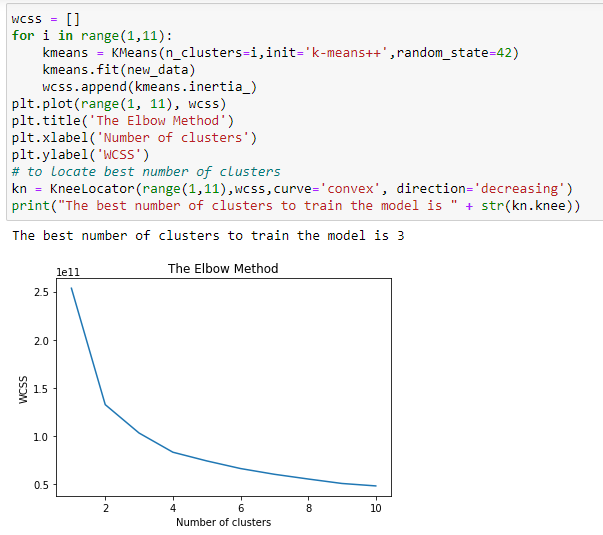 wcss = []
for i in range(1,11):
    kmeans = KMeans(n_clusters=i,init='k-means++',random_state=42)
    kmeans.fit(new_data)
    wcss.append(kmeans.inertia_)
plt.plot(range(1, 11), wcss)
plt.title('The Elbow Method')
plt.xlabel('Number of clusters')
plt.ylabel('WCSS')
# to locate best number of clusters
kn = KneeLocator(range(1,11),wcss,curve='convex', direction='decreasing')
print("The best number of clusters to train the model is " + str(kn.knee))
The best number of clusters to train the model is 3
The Elbow Method
1e11
2.5
2.0
1.5
1.0
0.5
WCSS
2 4 6 8 10
Number of clusters